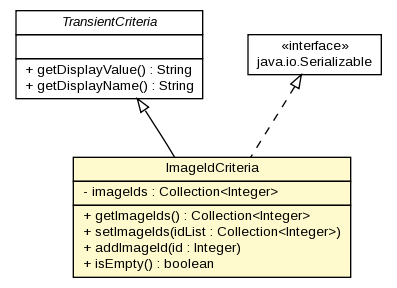 TransientCriteria
+ getDisplayValue() : String
+ getDisplayName() : String
«interface»
java.io.Serializable
ImageIdCriteria
- imageIds : Collection<Integer>
+ getImageIds() : Collection<Integer>
+ setImageIds(idList : Collection<Integer>)
+ addImageId(id : Integer)
+ isEmpty() : boolean